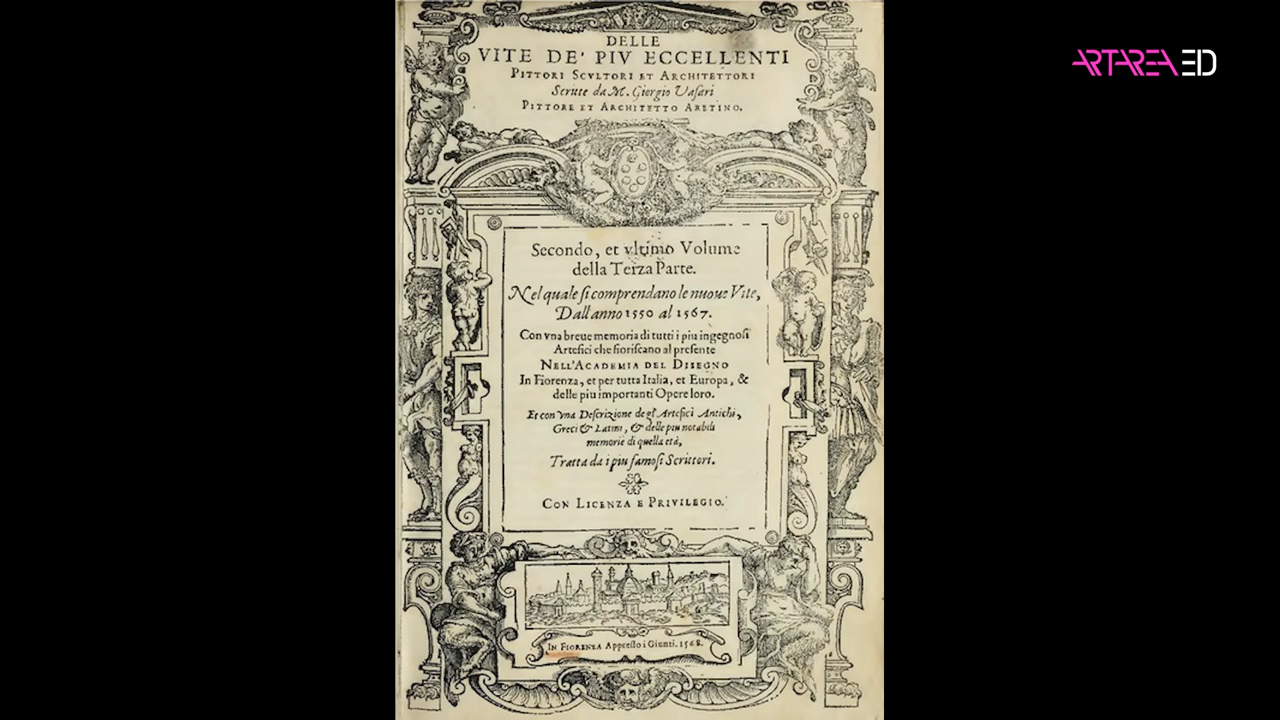 DELLE
VITE DE' PIV ECCELLENTI
PITTORI SCVLTORI ET ARCHITETTORI
Scritte da M. Giorgio Vasari
PITTORE ET ARCHITETTO ARETINO.
ARTAREA ED
Secondo, et vltimo Volume
della Terza Parte.
Nel quale si comprendano le nuoue Vite,
Dall'anno 1550 al 1567.
Con vna breue memoria di tutti i piu ingegnosi
Artefici che fioriscano al presente
NELL'ACADEMIA DEL DISEGNO
In Fiorenza, et per tutta Italia, et Europa, &
delle piu importanti Opere loro.
Et con vna Descrizione degl' Artefici Antichi,
Greci & Latini, & delle piu notabili
memorie di quella età,
Tratta da i piu famosi Scrittori.
CON LICENZA E PRIVILEGIO.
IN FIORENZA Appresso i Giunti. 1568.